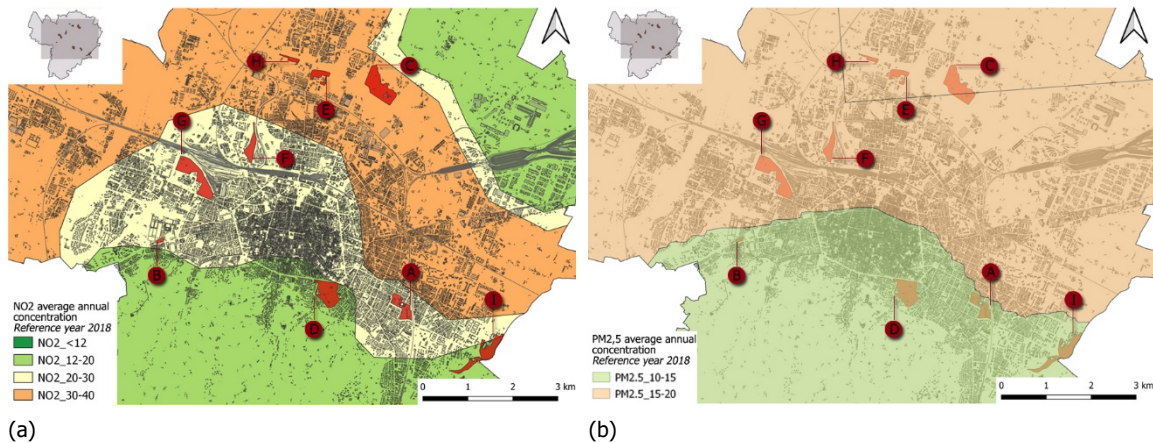 H
C
E
G
F
B
A
I
D
NO2 average annual
concentration
Reference year 2018
NO2_<12
NO2_12-20
NO2_20-30
NO2_30-40
0 1 2 3 km
(a)
H
C
E
G
F
B
A
I
D
PM2,5 average annual
concentration
Reference year 2018
PM2.5_10-15
PM2.5_15-20
0 1 2 3 km
(b)